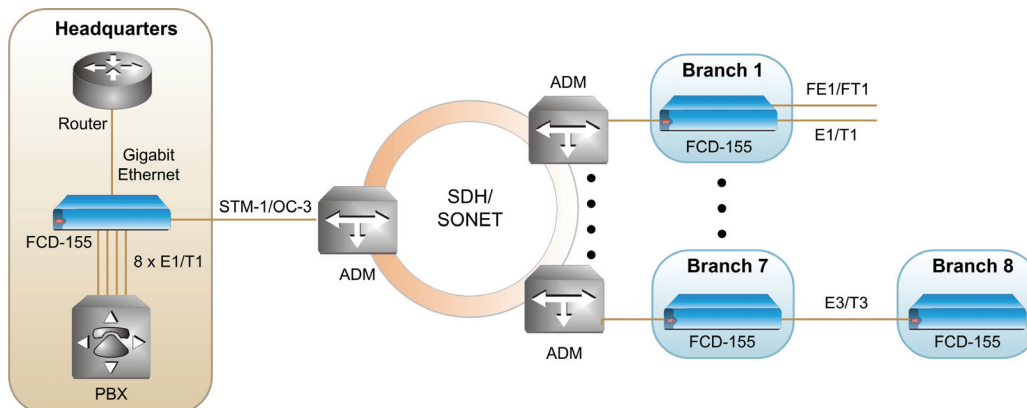 Headquarters
Router
Gigabit
Ethernet
FCD-155
8 x E1/T1
PBX
STM-1/OC-3
ADM
SDH/
SONET
ADM
Branch 1
FE1/FT1
E1/T1
FCD-155
ADM
Branch 7
FCD-155
E3/T3
Branch 8
FCD-155